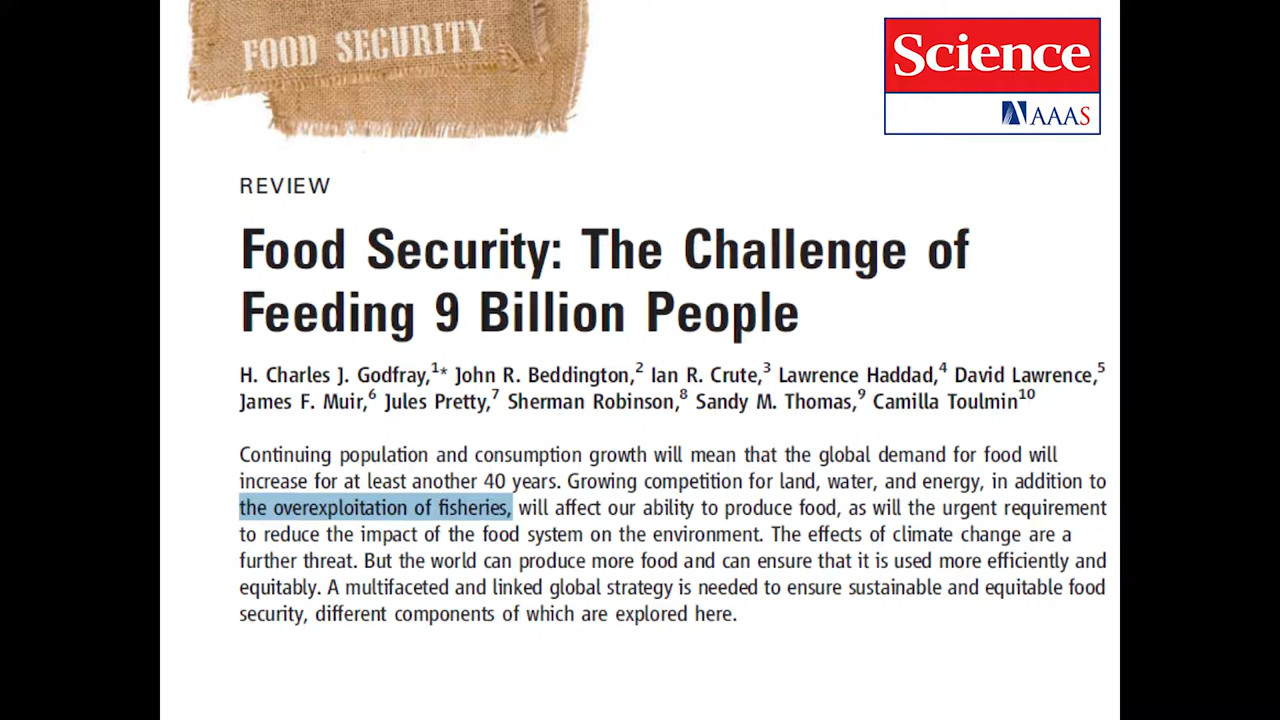 FOOD SECURITY
Science
AAAS
REVIEW
Food Security: The Challenge of
Feeding 9 Billion People
H. Charles J. Godfray,1* John R. Beddington,2 Ian R. Crute,3 Lawrence Haddad,4 David Lawrence,5
James F. Muir,6 Jules Pretty,7 Sherman Robinson,8 Sandy M. Thomas,9 Camilla Toulmin10
Continuing population and consumption growth will mean that the global demand for food will
increase for at least another 40 years. Growing competition for land, water, and energy, in addition to
the overexploitation of fisheries, will affect our ability to produce food, as will the urgent requirement
to reduce the impact of the food system on the environment. The effects of climate change are a
further threat. But the world can produce more food and can ensure that it is used more efficiently and
equitably. A multifaceted and linked global strategy is needed to ensure sustainable and equitable food
security, different components of which are explored here.